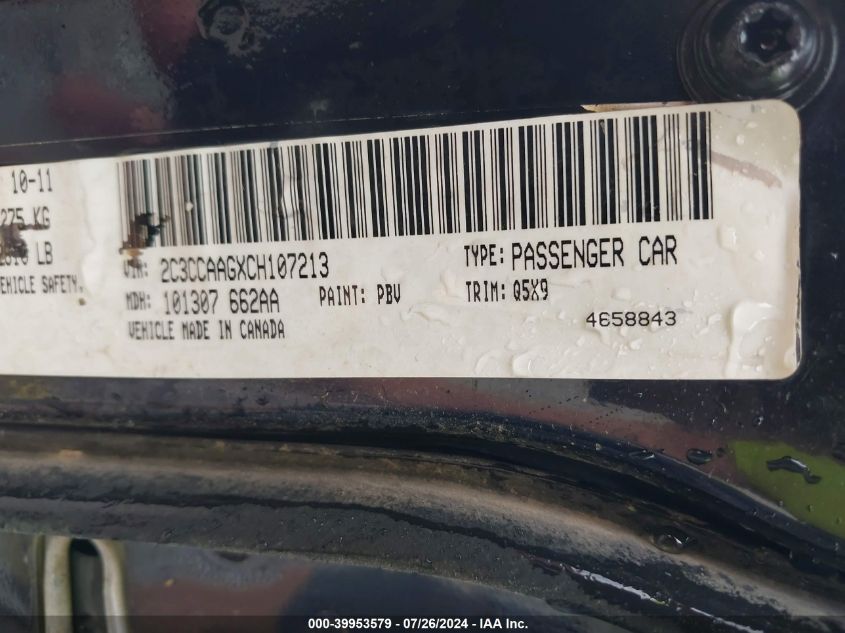 10-11
275 KG
LB
VEHICLE SAFETY.
VIN: 2C3CCAAGXCH107213
TYPE: PASSENGER CAR
MDH: 101307 662AA
PAINT: PBV
TRIM: Q5X9
VEHICLE MADE IN CANADA
4658843
000-39953579 / 07/26/2024 - © IAA Inc.